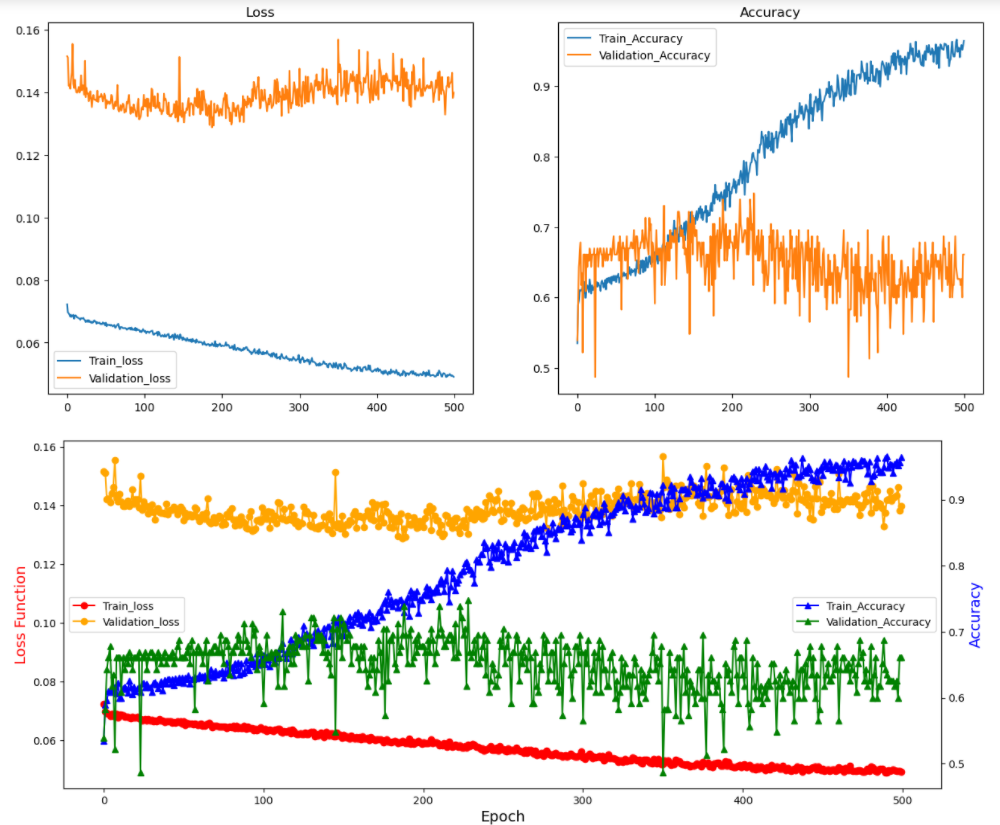 Loss
0.16
0.14
0.12
0.10
0.08
0.06
Train_loss
Validation_loss
0 100 200 300 400 500
Accuracy
Train_Accuracy
Validation_Accuracy
0.9
0.8
0.7
0.6
0.5
0 100 200 300 400 500
0.16
0.14
0.12
0.10
0.08
0.06
Loss Function
Train_loss
Validation_loss
Train_Accuracy
Validation_Accuracy
0.9
0.8
0.7
0.6
0.5
Accuracy
0 100 200 300 400 500
Epoch